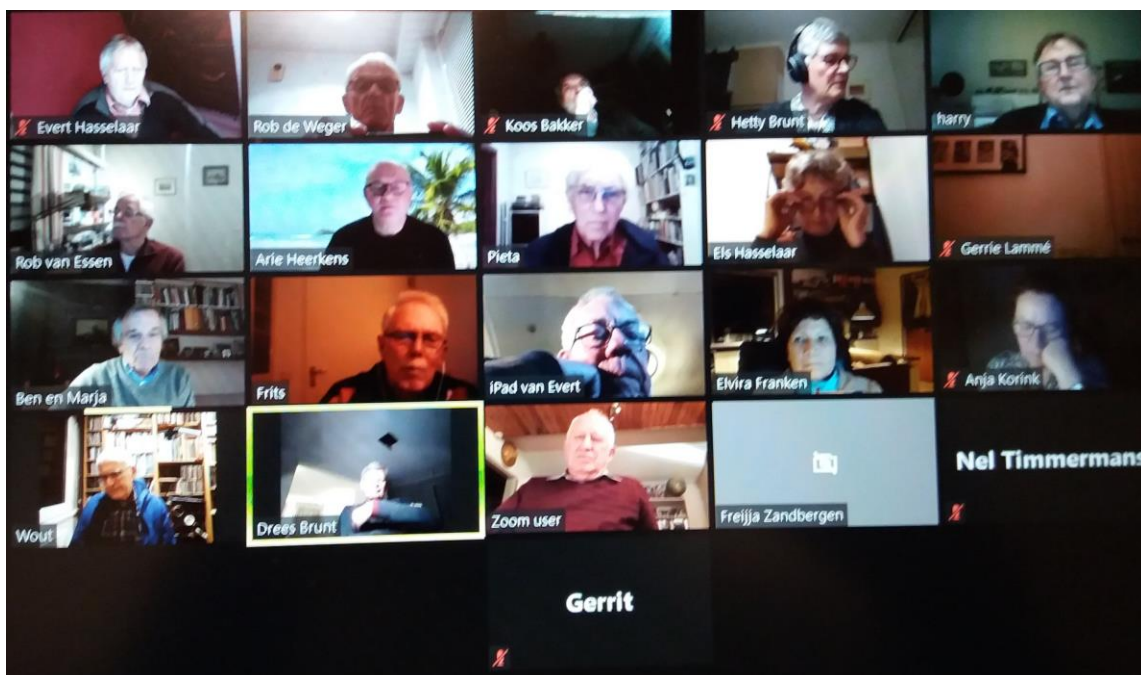 Evert Hasselaar
Rob de Weger
Koos Bakker
Hetty Brunt
harry
Rob van Essen
Arie Heerkens
Pieta
Els Hasselaar
Gerrie Lammé
Ben en Marja
Frits
iPad van Evert
Elvira Franken
Anja Korink
Wout
Drees Brunt
Zoom user
Freijja Zandbergen
Nel Timmermans
Gerrit